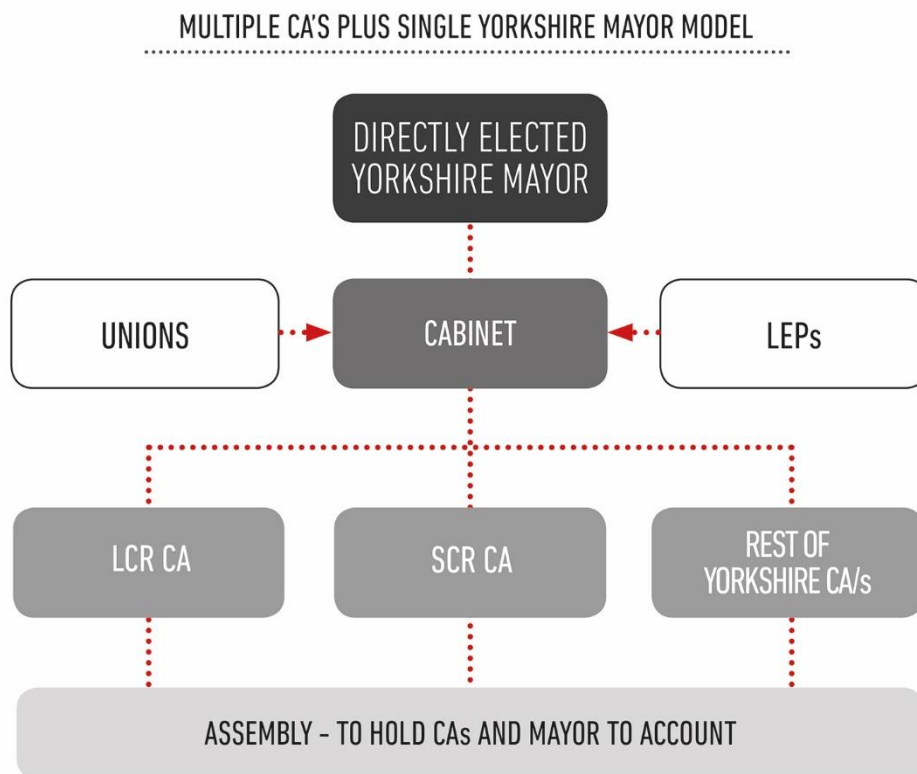 MULTIPLE CA'S PLUS SINGLE YORKSHIRE MAYOR MODEL
DIRECTLY ELECTED
YORKSHIRE MAYOR
UNIONS
CABINET
LEPs
LCR CA
SCR CA
REST OF
YORKSHIRE CA/s
ASSEMBLY - TO HOLD CAs AND MAYOR TO ACCOUNT